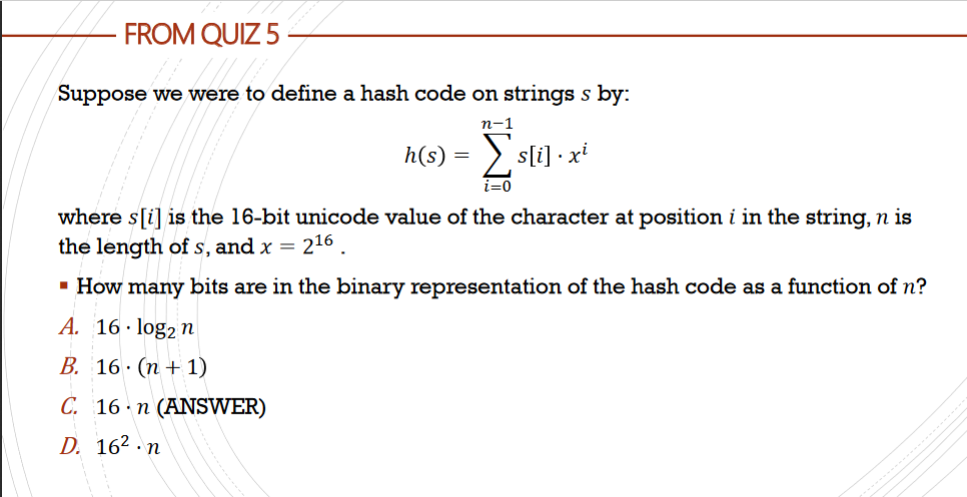 FROM QUIZ 5
Suppose we were to define a hash code on strings s by:
h(s) = ∑_{i=0}^{n−1} s[i] · xⁱ
where s[i] is the 16-bit unicode value of the character at position i in the string, n is
the length of s, and x = 2¹⁶ .
▪ How many bits are in the binary representation of the hash code as a function of n?
A. 16 · log₂ n
B. 16 · (n + 1)
C. 16 · n (ANSWER)
D. 16² · n